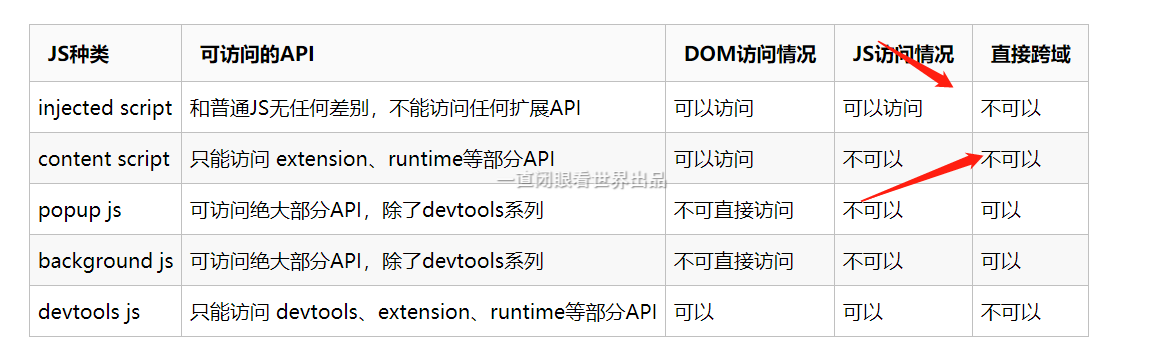 JS种类 可访问的API DOM访问情况 JS访问情况 直接跨域
injected script 和普通JS无任何差别，不能访问任何扩展API 可以访问 可以访问 不可以
content script 只能访问 extension、runtime等部分API 可以访问 不可以 不可以
一直闭眼看世界出品
popup js 可访问绝大部分API，除了devtools系列 不可直接访问 不可以 可以
background js 可访问绝大部分API，除了devtools系列 不可直接访问 不可以 可以
devtools js 只能访问 devtools、extension、runtime等部分API 可以 可以 不可以